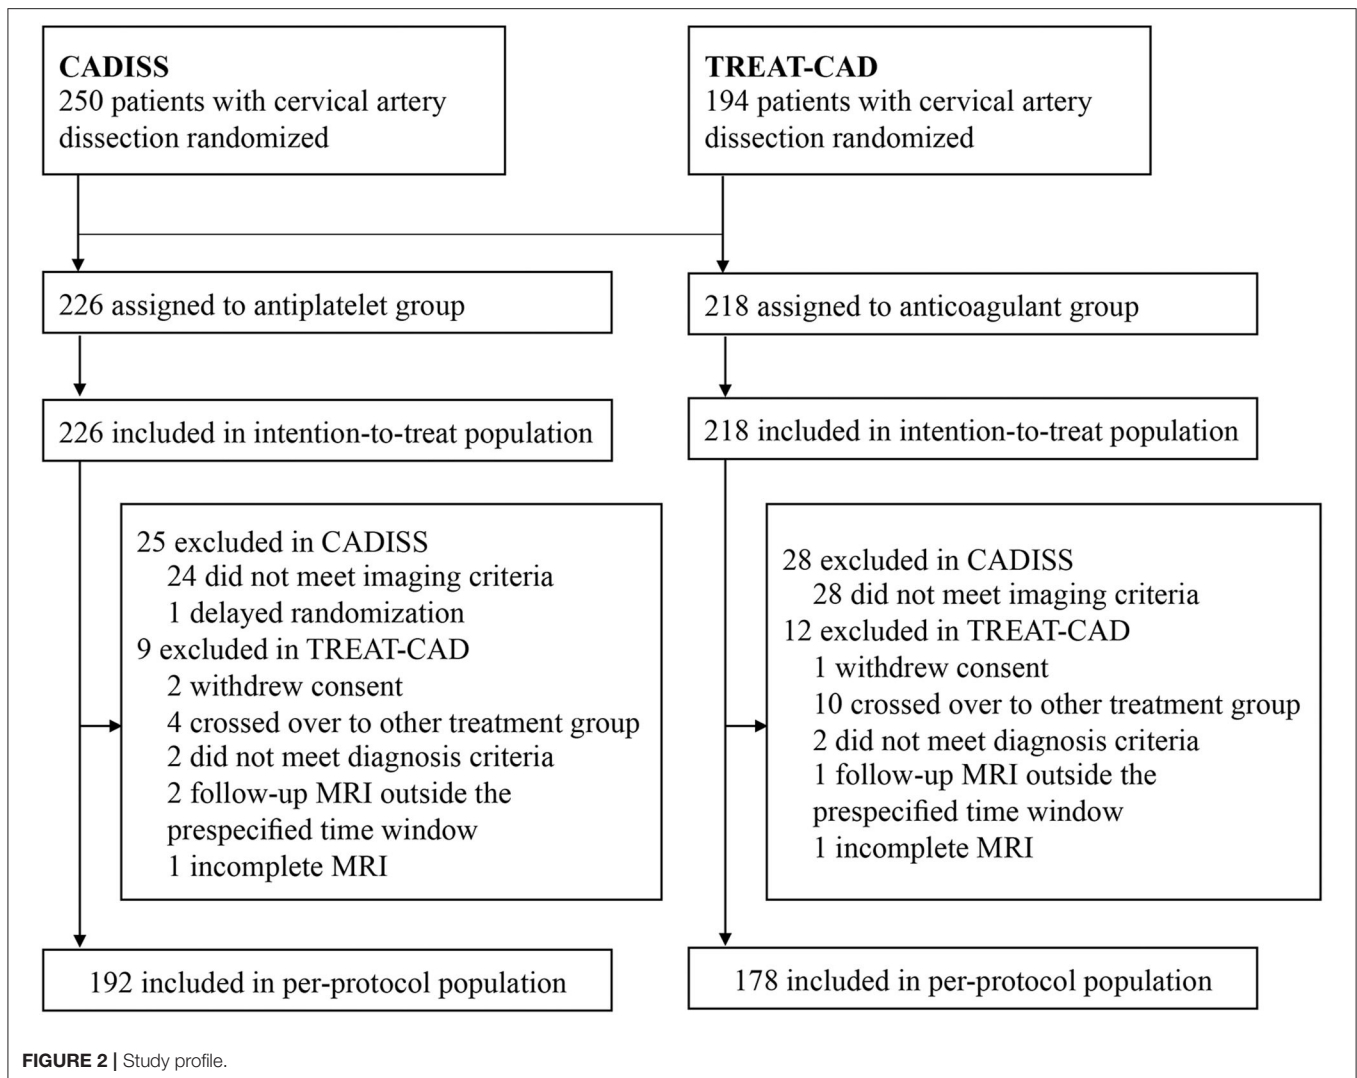 CADISS
250 patients with cervical artery
dissection randomized
TREAT-CAD
194 patients with cervical artery
dissection randomized
226 assigned to antiplatelet group
218 assigned to anticoagulant group
226 included in intention-to-treat population
218 included in intention-to-treat population
25 excluded in CADISS
24 did not meet imaging criteria
1 delayed randomization
9 excluded in TREAT-CAD
2 withdrew consent
4 crossed over to other treatment group
2 did not meet diagnosis criteria
2 follow-up MRI outside the
prespecified time window
1 incomplete MRI
28 excluded in CADISS
28 did not meet imaging criteria
12 excluded in TREAT-CAD
1 withdrew consent
10 crossed over to other treatment group
2 did not meet diagnosis criteria
1 follow-up MRI outside the
prespecified time window
1 incomplete MRI
192 included in per-protocol population
178 included in per-protocol population
FIGURE 2 | Study profile.